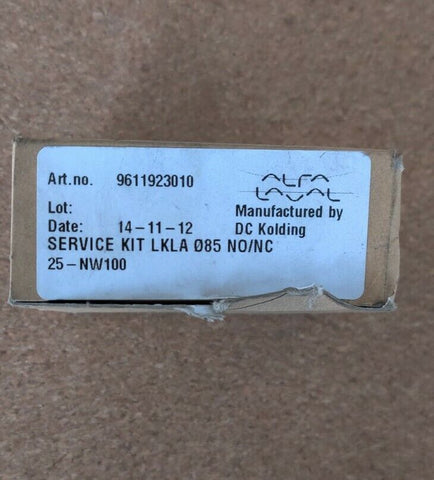 Art.no. 9611923010
ALFA
LAVAL
Lot:
Manufactured by
Date: 14-11-12 DC Kolding
SERVICE KIT LKLA Ø85 NO/NC
25-NW100